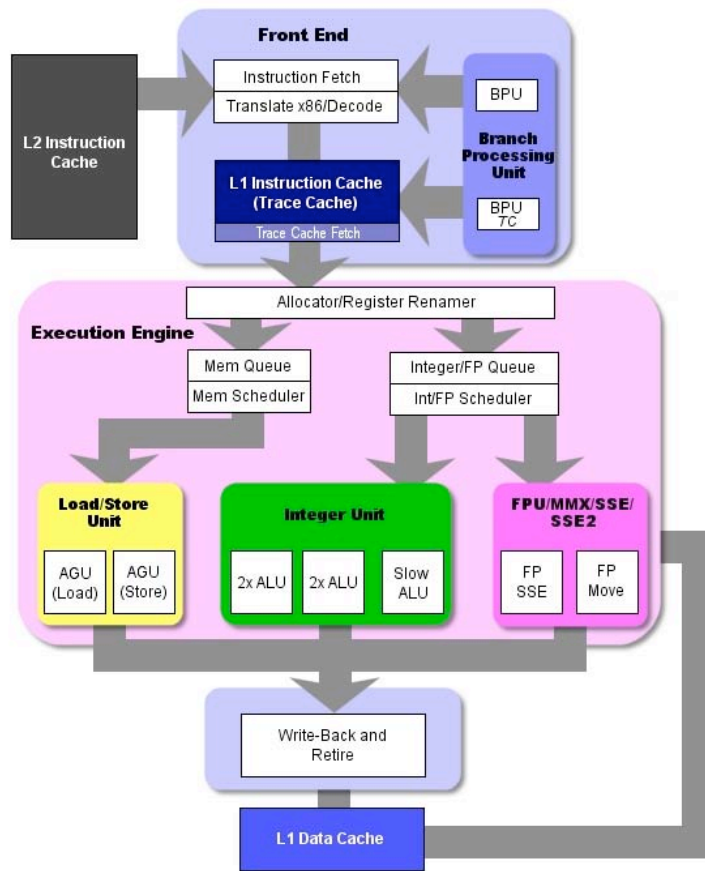 Front End
Instruction Fetch
Translate x86/Decode
BPU
L2 Instruction
Cache
Branch
Processing
Unit
L1 Instruction Cache
(Trace Cache)
Trace Cache Fetch
BPU
TC
Allocator/Register Renamer
Execution Engine
Mem Queue
Mem Scheduler
Integer/FP Queue
Int/FP Scheduler
Load/Store
Unit
AGU
(Load)
AGU
(Store)
Integer Unit
2x ALU
2x ALU
Slow
ALU
FPU/MMX/SSE/
SSE2
FP
SSE
FP
Move
Write-Back and
Retire
L1 Data Cache